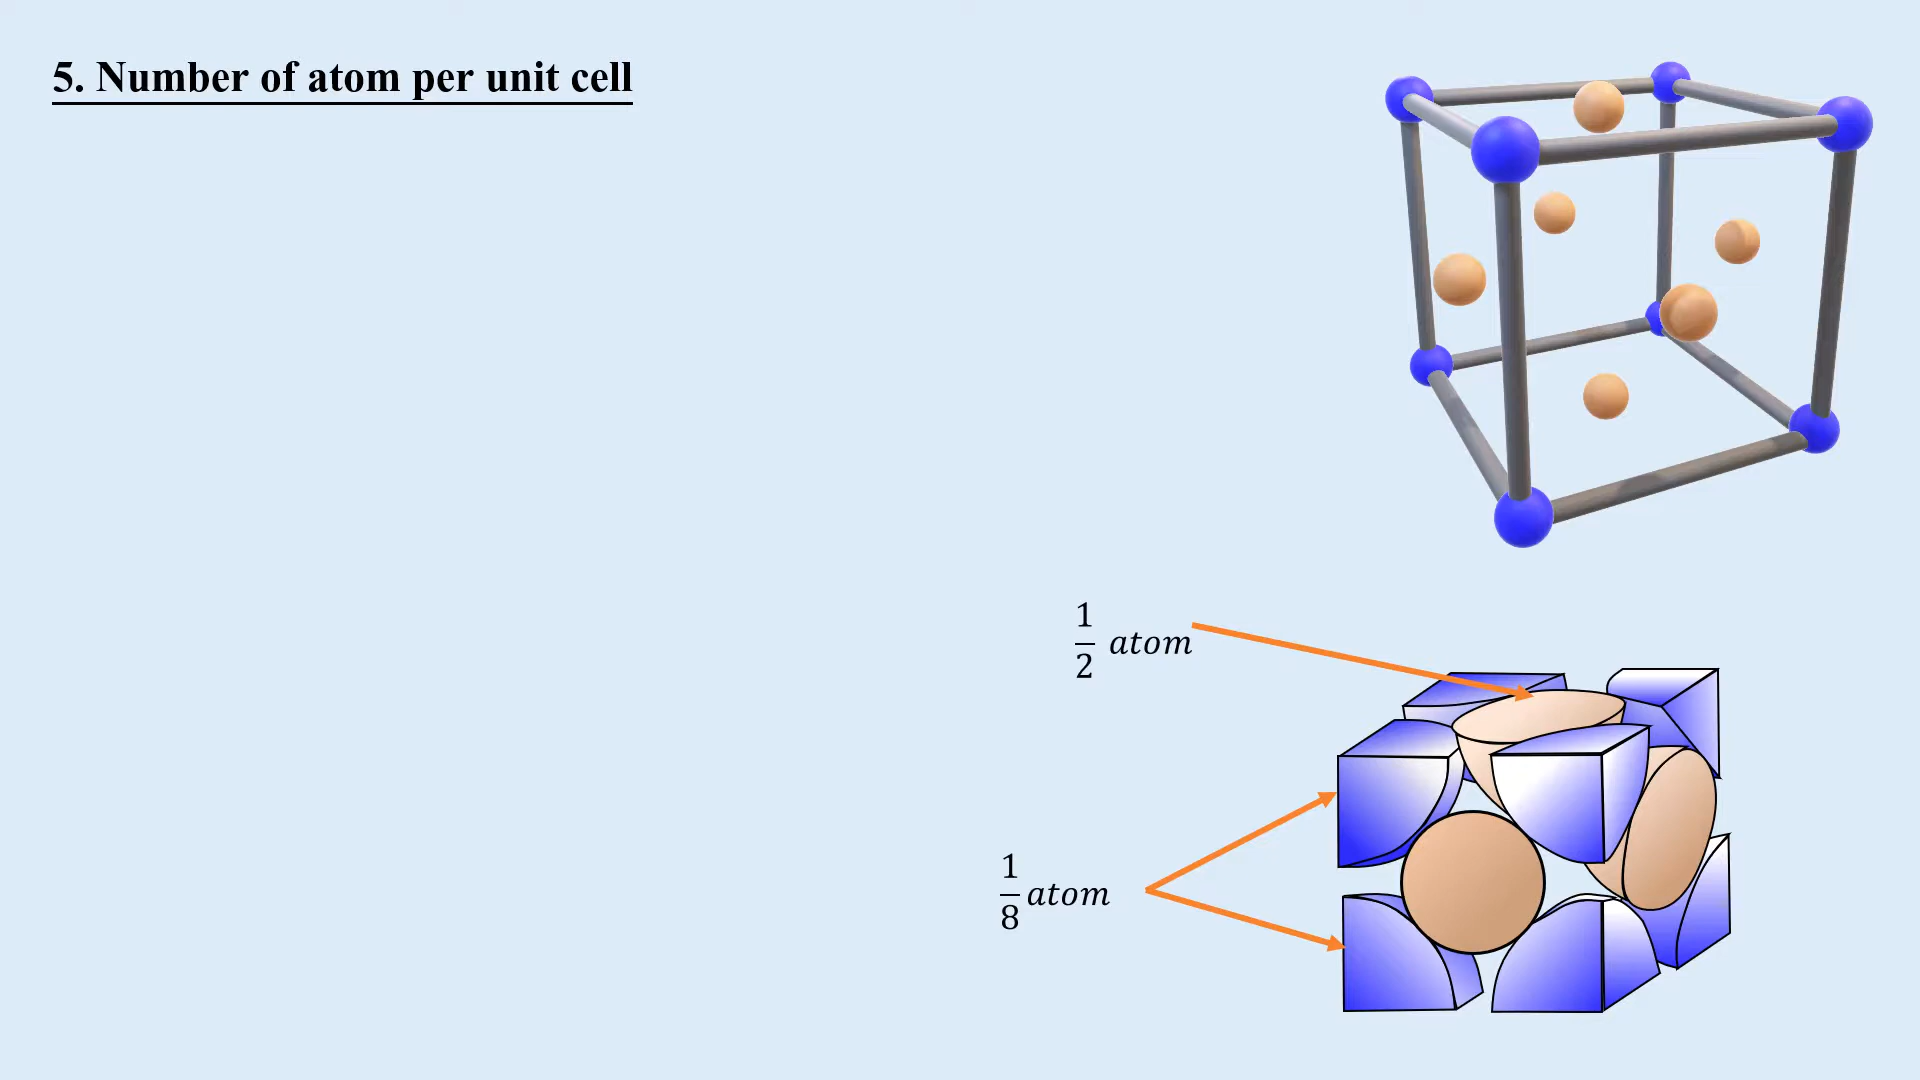 5. Number of atom per unit cell
1/2 atom
1/8 atom